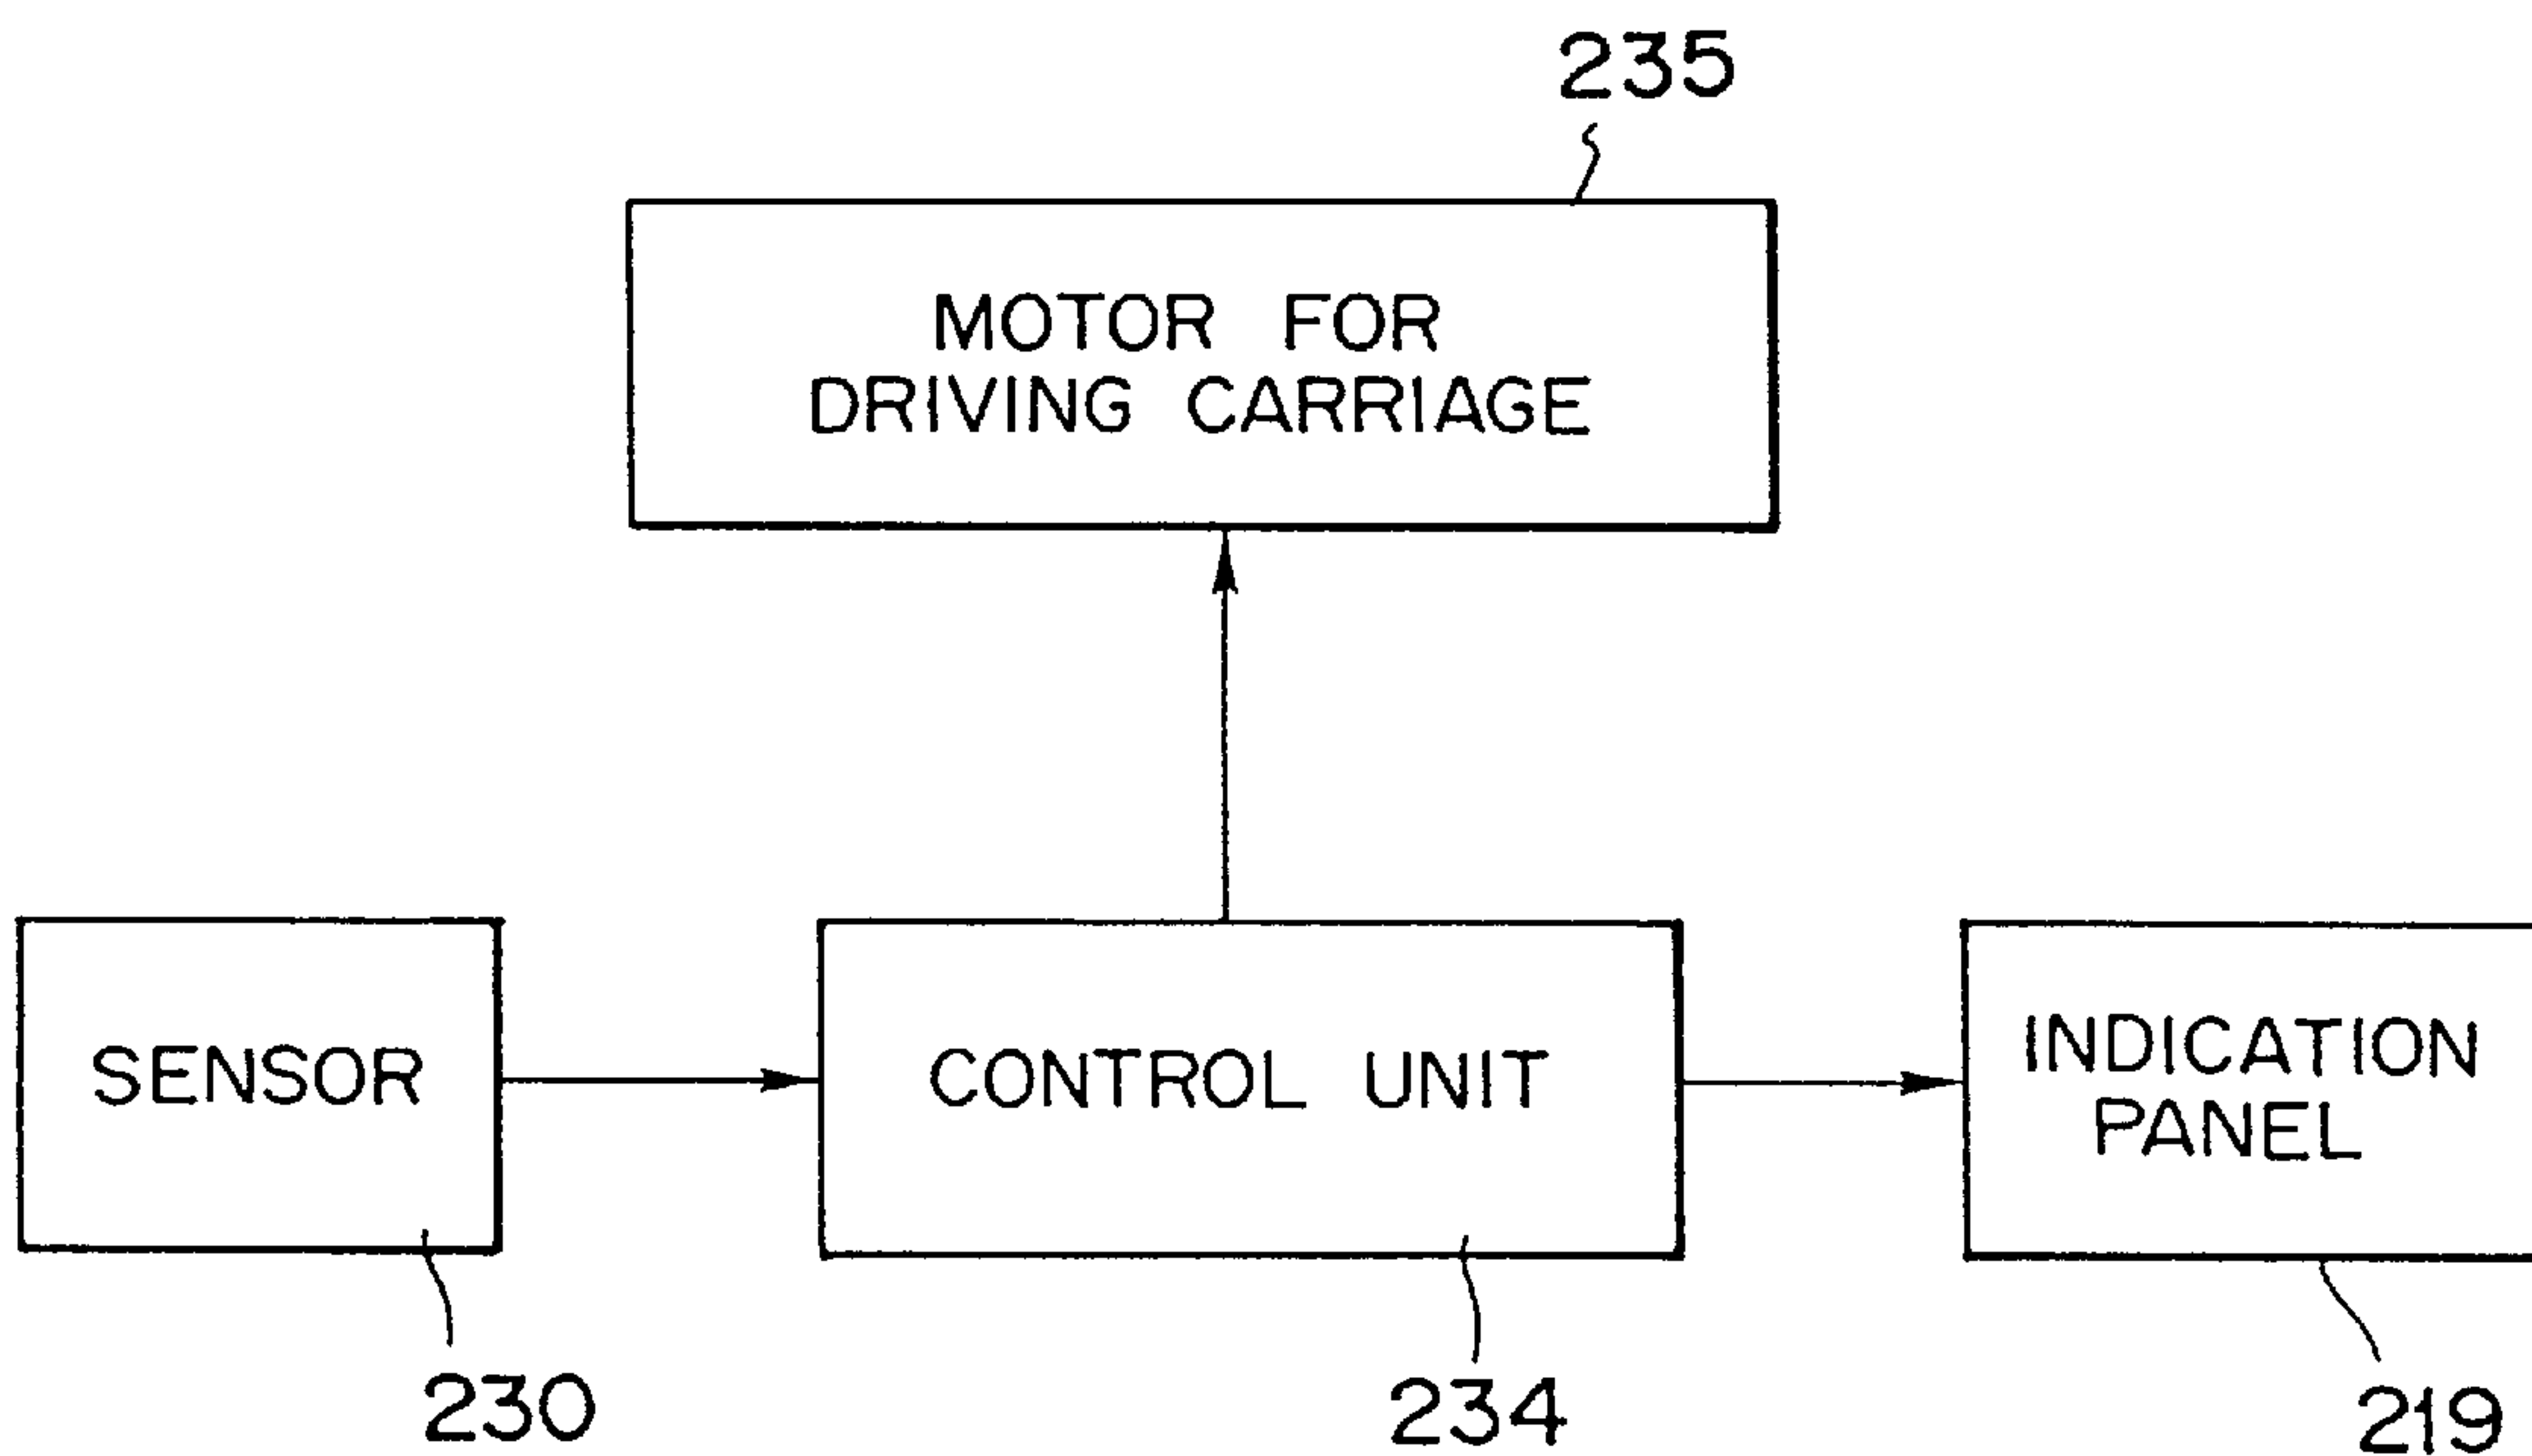 235
MOTOR FOR
DRIVING CARRIAGE
SENSOR
CONTROL UNIT
INDICATION
PANEL
230
234
219